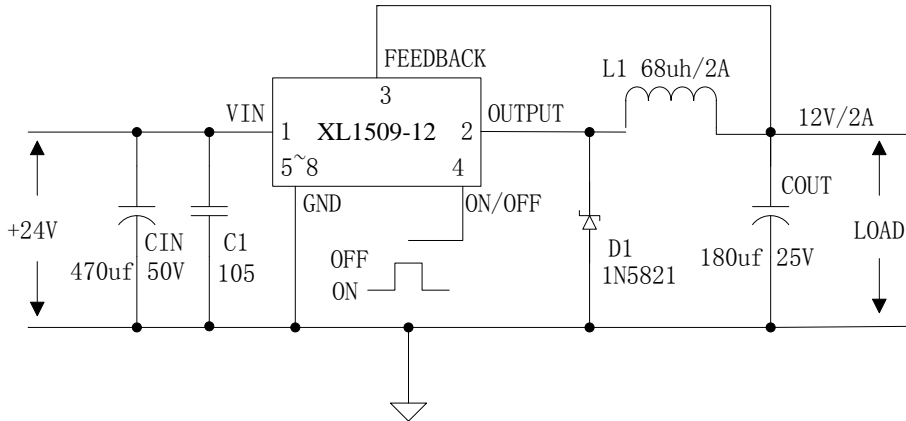 FEEDBACK
L1 68uh/2A
3
VIN
OUTPUT
1
XL1509-12
2
12V/2A
5~8
4
GND
ON/OFF
COUT
+24V
CIN
C1
OFF
D1
LOAD
470uf
50V
105
ON
1N5821
180uf
25V